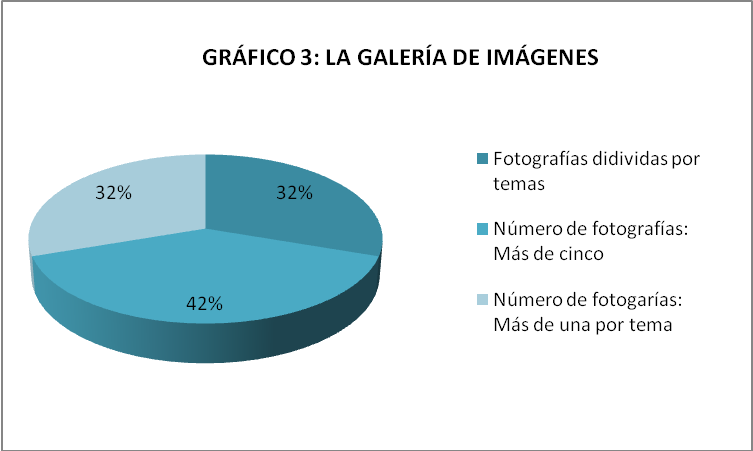 GRÁFICO 3: LA GALERÍA DE IMÁGENES
32%
32%
42%
Fotografías didividas por
temas
Número de fotografías:
Más de cinco
Número de fotogarías:
Más de una por tema